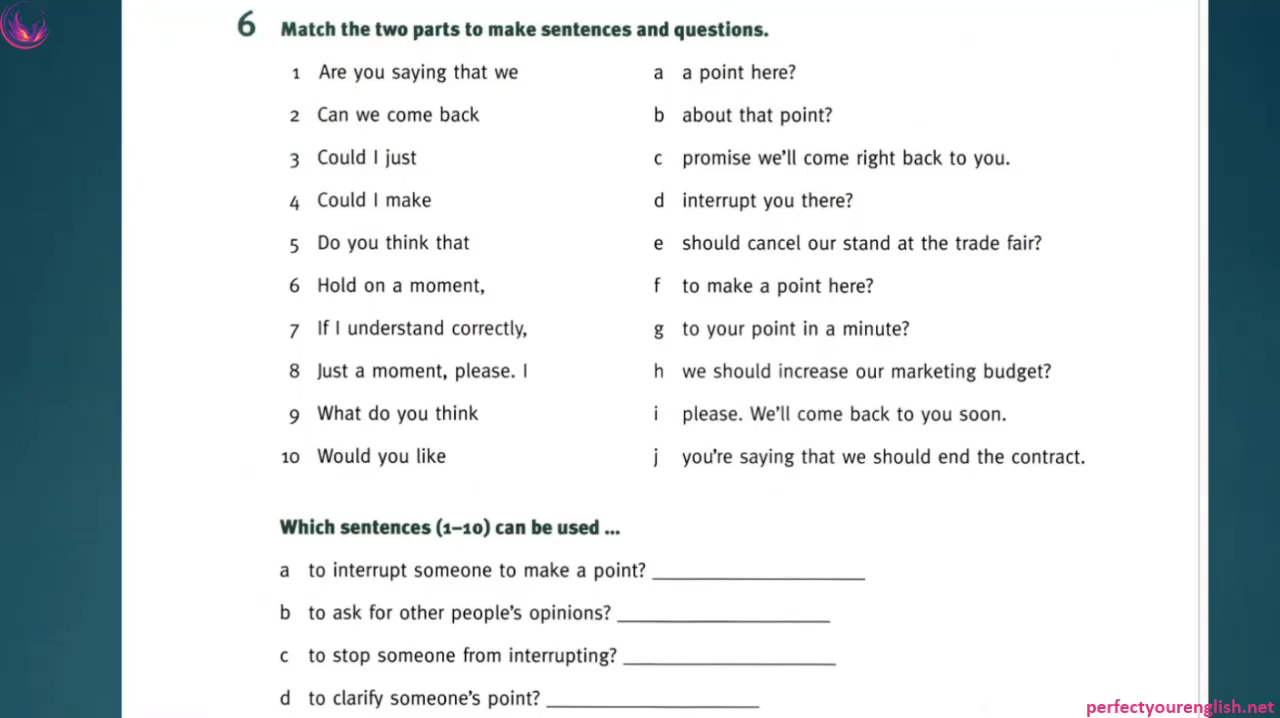 6 Match the two parts to make sentences and questions.
1 Are you saying that we a a point here?
2 Can we come back b about that point?
3 Could I just c promise we'll come right back to you.
4 Could I make d interrupt you there?
5 Do you think that e should cancel our stand at the trade fair?
6 Hold on a moment, f to make a point here?
7 If I understand correctly, g to your point in a minute?
8 Just a moment, please. I h we should increase our marketing budget?
9 What do you think i please. We'll come back to you soon.
10 Would you like j you're saying that we should end the contract.
Which sentences (1–10) can be used ...
a to interrupt someone to make a point?
b to ask for other people's opinions?
c to stop someone from interrupting?
d to clarify someone's point?
perfectyourenglish.net